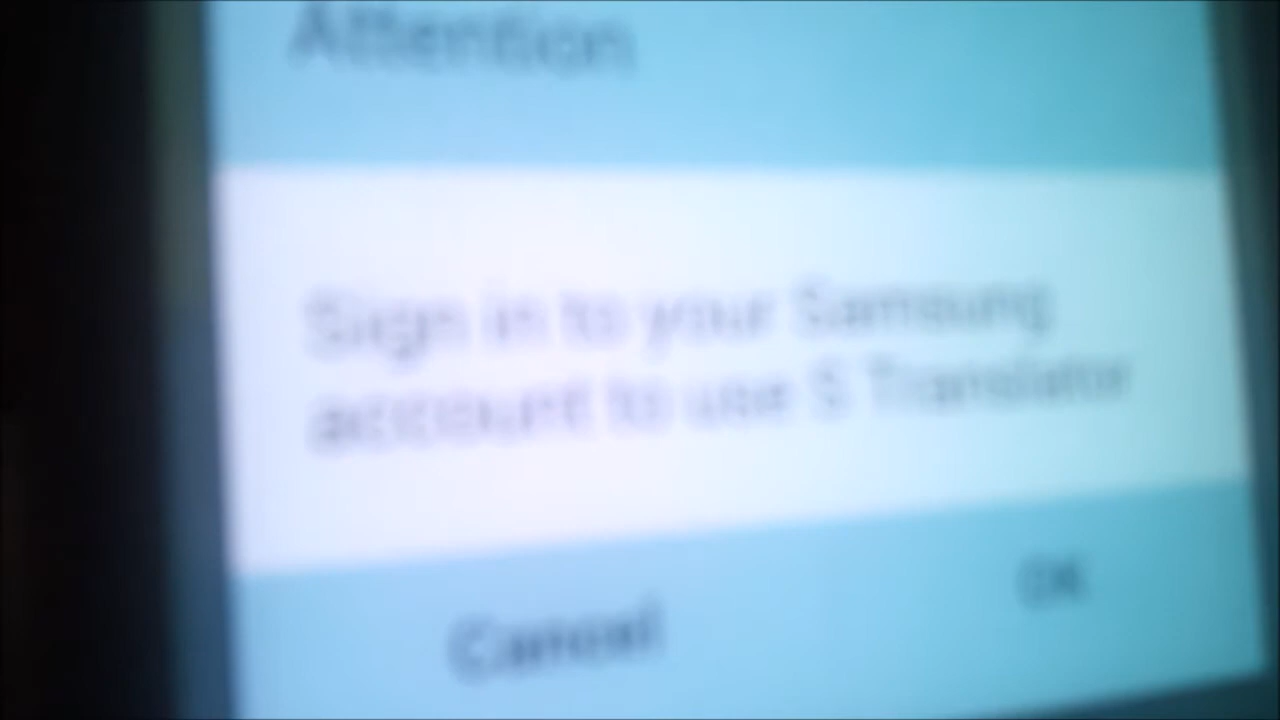 Attention
Sign in to your Samsung
account to use S Translator
Cancel
OK